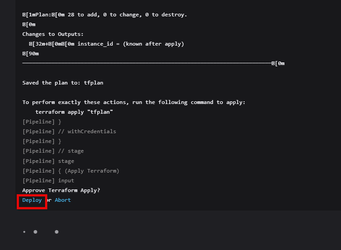 B[1mPlan:B[0m 28 to add, 0 to change, 0 to destroy.
B[0m
Changes to Outputs:
B[32m+B[0mB[0m instance_id = (known after apply)
B[90m
B[0m
Saved the plan to: tfplan
To perform exactly these actions, run the following command to apply:
terraform apply "tfplan"
[Pipeline] }
[Pipeline] // withCredentials
[Pipeline] }
[Pipeline] // stage
[Pipeline] stage
[Pipeline] { (Apply Terraform)
[Pipeline] input
Approve Terraform Apply?
Deploy or Abort